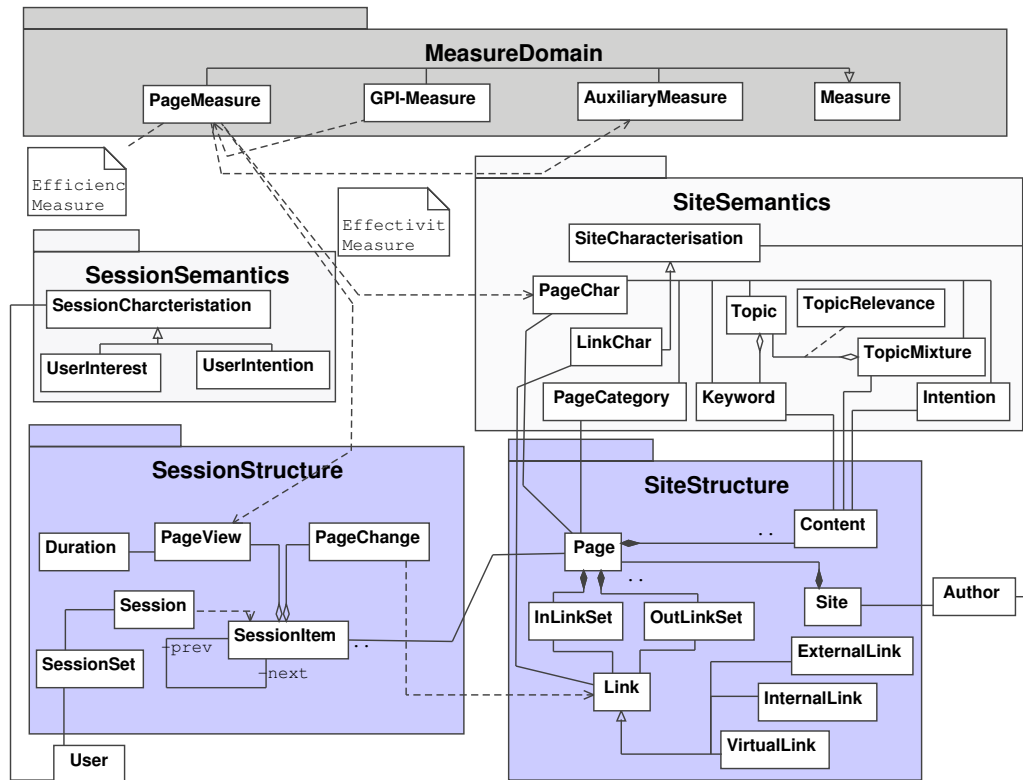 MeasureDomain
PageMeasure
GPI-Measure
AuxiliaryMeasure
Measure
Efficienc
Measure
Effectivit
Measure
SiteSemantics
SiteCharacterisation
PageChar
Topic
TopicRelevance
LinkChar
TopicMixture
PageCategory
Keyword
Intention
SessionSemantics
SessionCharcteristation
UserInterest
UserIntention
SessionStructure
Duration
PageView
PageChange
Session
SessionItem
-prev
-next
..
SessionSet
User
SiteStructure
Content
..
Page
..
InLinkSet
OutLinkSet
Site
Author
Link
ExternalLink
InternalLink
VirtualLink